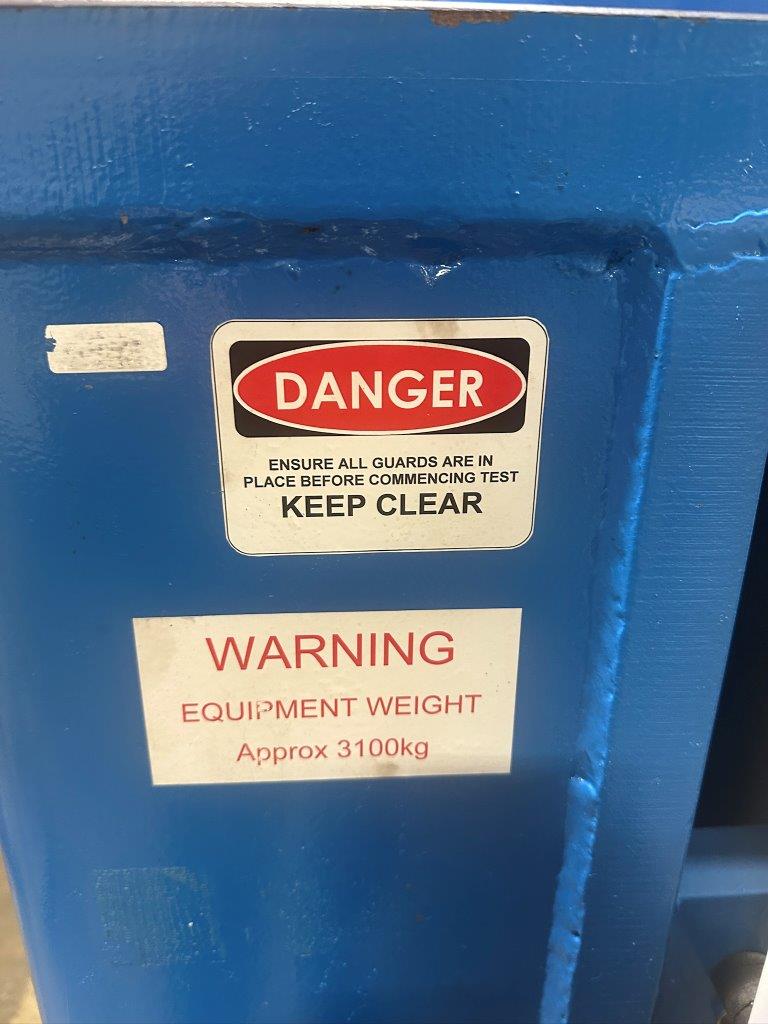 DANGER
ENSURE ALL GUARDS ARE IN
PLACE BEFORE COMMENCING TEST
KEEP CLEAR
WARNING
EQUIPMENT WEIGHT
Approx 3100kg